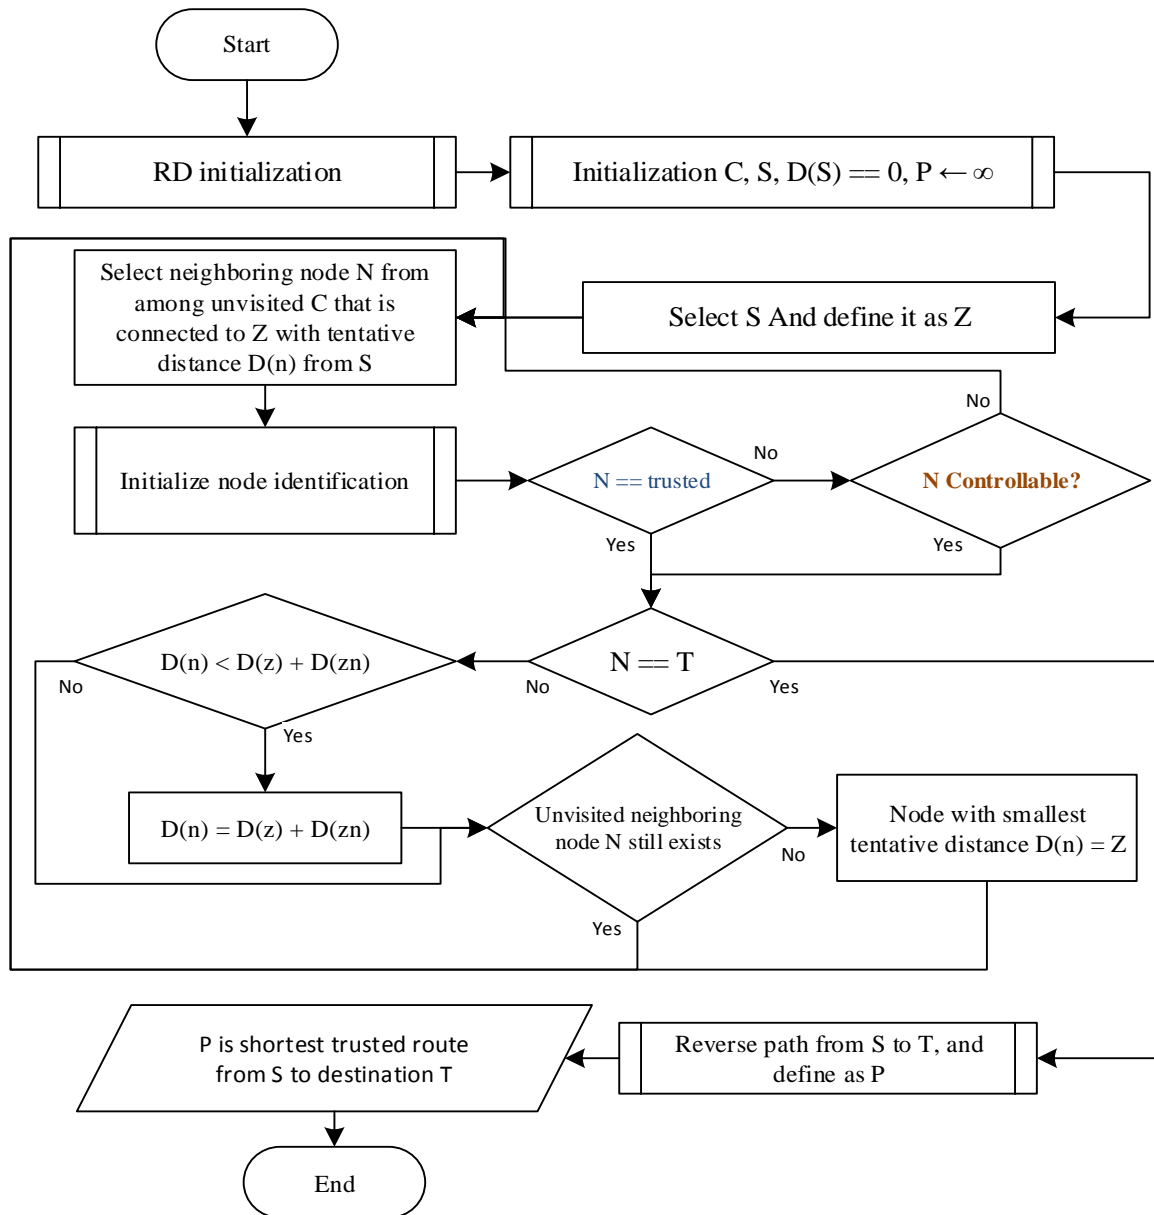 Start
RD initialization
Initialization C, S, D(S) == 0, P ← ∞
Select neighboring node N from
among unvisited C that is
connected to Z with tentative
distance D(n) from S
Select S And define it as Z
No
Initialize node identification
N == trusted
No
N Controllable?
Yes
Yes
D(n) < D(z) + D(zn)
N == T
No
No
Yes
Yes
D(n) = D(z) + D(zn)
Unvisited neighboring
node N still exists
No
Node with smallest
tentative distance D(n) = Z
Yes
P is shortest trusted route
from S to destination T
Reverse path from S to T, and
define as P
End